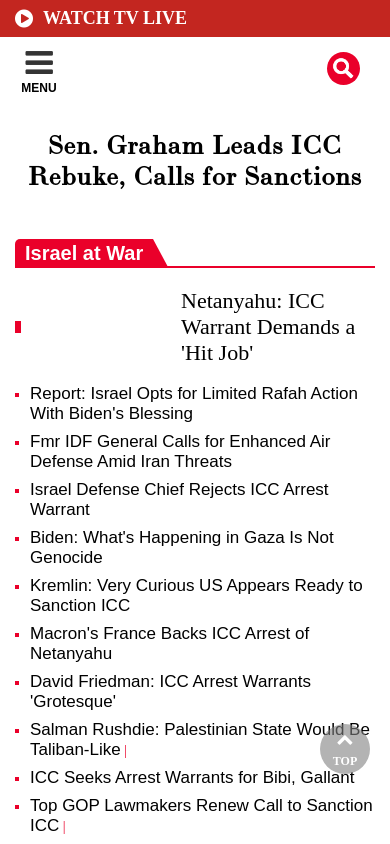 WATCH TV LIVE
MENU
Sen. Graham Leads ICC
Rebuke, Calls for Sanctions
Israel at War
Netanyahu: ICC
Warrant Demands a
'Hit Job'
Report: Israel Opts for Limited Rafah Action
With Biden's Blessing
Fmr IDF General Calls for Enhanced Air
Defense Amid Iran Threats
Israel Defense Chief Rejects ICC Arrest
Warrant
Biden: What's Happening in Gaza Is Not
Genocide
Kremlin: Very Curious US Appears Ready to
Sanction ICC
Macron's France Backs ICC Arrest of
Netanyahu
David Friedman: ICC Arrest Warrants
'Grotesque'
Salman Rushdie: Palestinian State Would Be
Taliban-Like |
TOP
ICC Seeks Arrest Warrants for Bibi, Gallant
Top GOP Lawmakers Renew Call to Sanction
ICC |